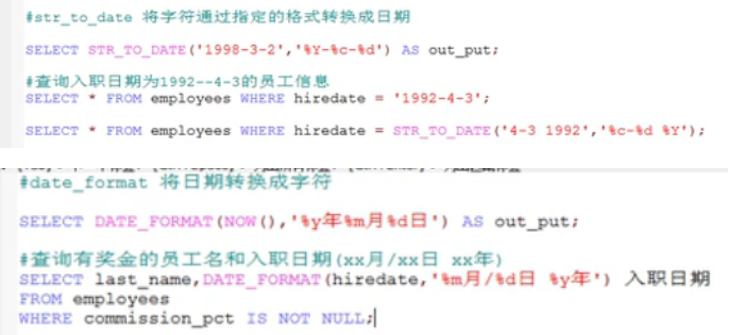 #str_to_date 将字符通过指定的格式转换成日期
SELECT STR_TO_DATE('1998-3-2','%Y-%c-%d') AS out_put;
#查询入职日期为1992--4-3的员工信息
SELECT * FROM employees WHERE hiredate = '1992-4-3';
SELECT * FROM employees WHERE hiredate = STR_TO_DATE('4-3 1992','%c-%d %Y');
#date_format 将日期转换成字符
SELECT DATE_FORMAT(NOW(),'%y年%m月%d日') AS out_put;
#查询有奖金的员工名和入职日期(xx月/xx日 xx年)
SELECT last_name,DATE_FORMAT(hiredate,'%m月/%d日 %y年') 入职日期
FROM employees
WHERE commission_pct IS NOT NULL;